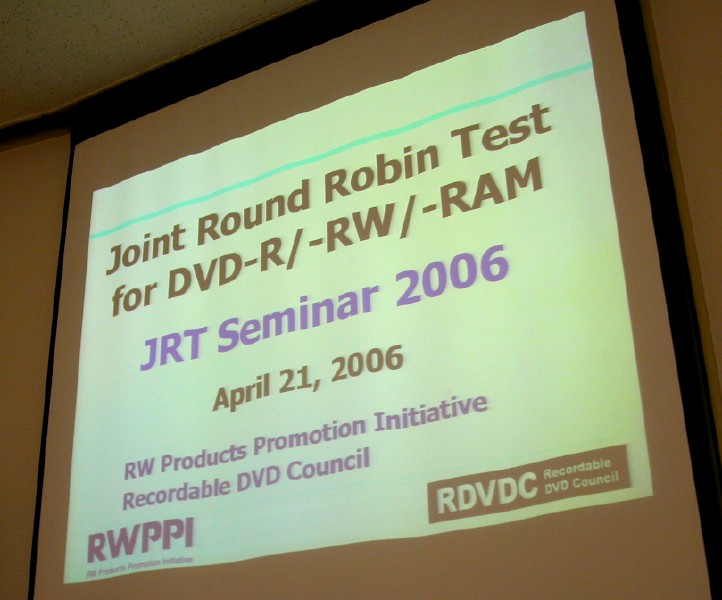 Joint Round Robin Test
for DVD-R/-RW/-RAM
JRT Seminar 2006
April 21, 2006
RW Products Promotion Initiative
Recordable DVD Council
RWPPI
RW Products Promotion Initiative
RDVDC
Recordable
DVD Council